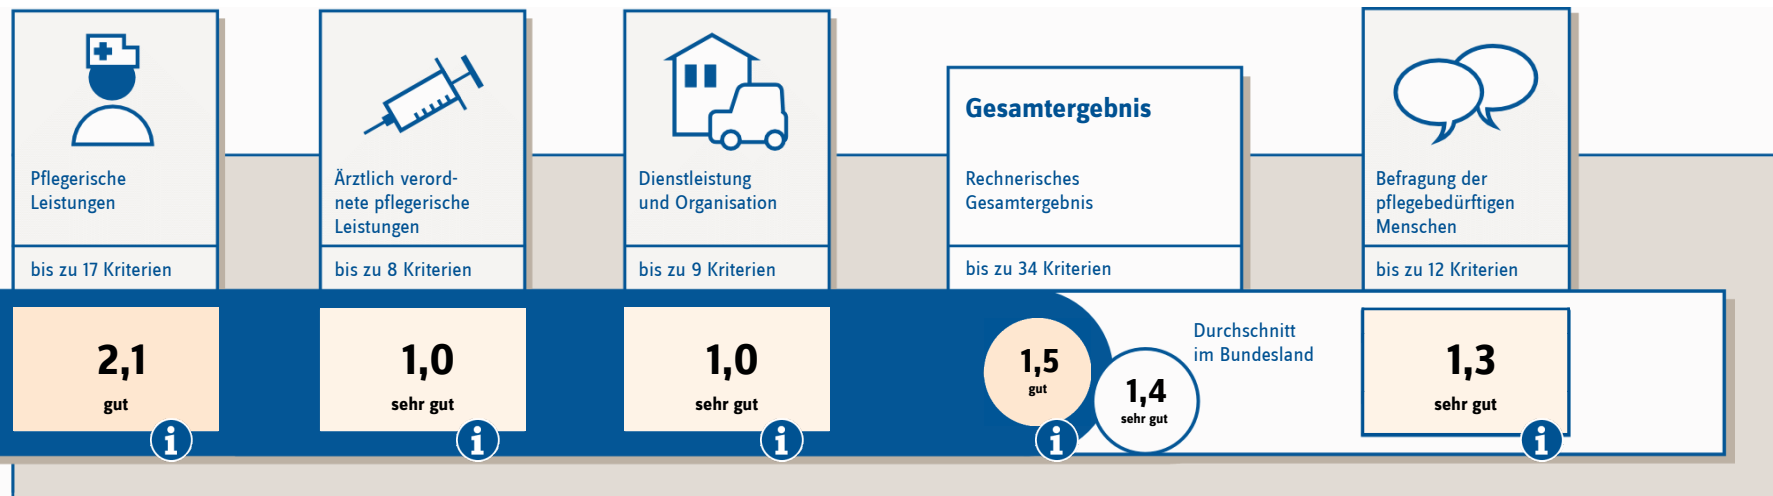 Pflegerische
Leistungen
bis zu 17 Kriterien
2,1
gut
i
Ärztlich verord-
nete pflegerische
Leistungen
bis zu 8 Kriterien
1,0
sehr gut
i
Dienstleistung
und Organisation
bis zu 9 Kriterien
1,0
sehr gut
i
Gesamtergebnis
Rechnerisches
Gesamtergebnis
bis zu 34 Kriterien
1,5
gut
i
Durchschnitt
im Bundesland
1,4
sehr gut
Befragung der
pflegebedürftigen
Menschen
bis zu 12 Kriterien
1,3
sehr gut
i